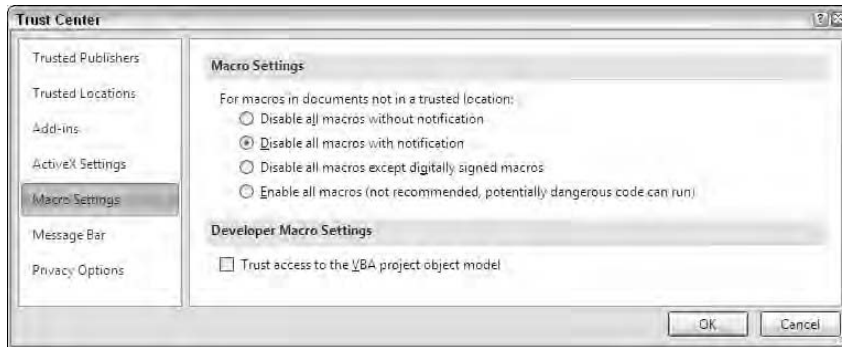 Trust Center
Trusted Publishers
Trusted Locations
Add-ins
ActiveX Settings
Macro Settings
Message Bar
Privacy Options
Macro Settings
For macros in documents not in a trusted location:
Disable all macros without notification
Disable all macros with notification
Disable all macros except digitally signed macros
Enable all macros (not recommended, potentially dangerous code can run)
Developer Macro Settings
Trust access to the VBA project object model
OK Cancel